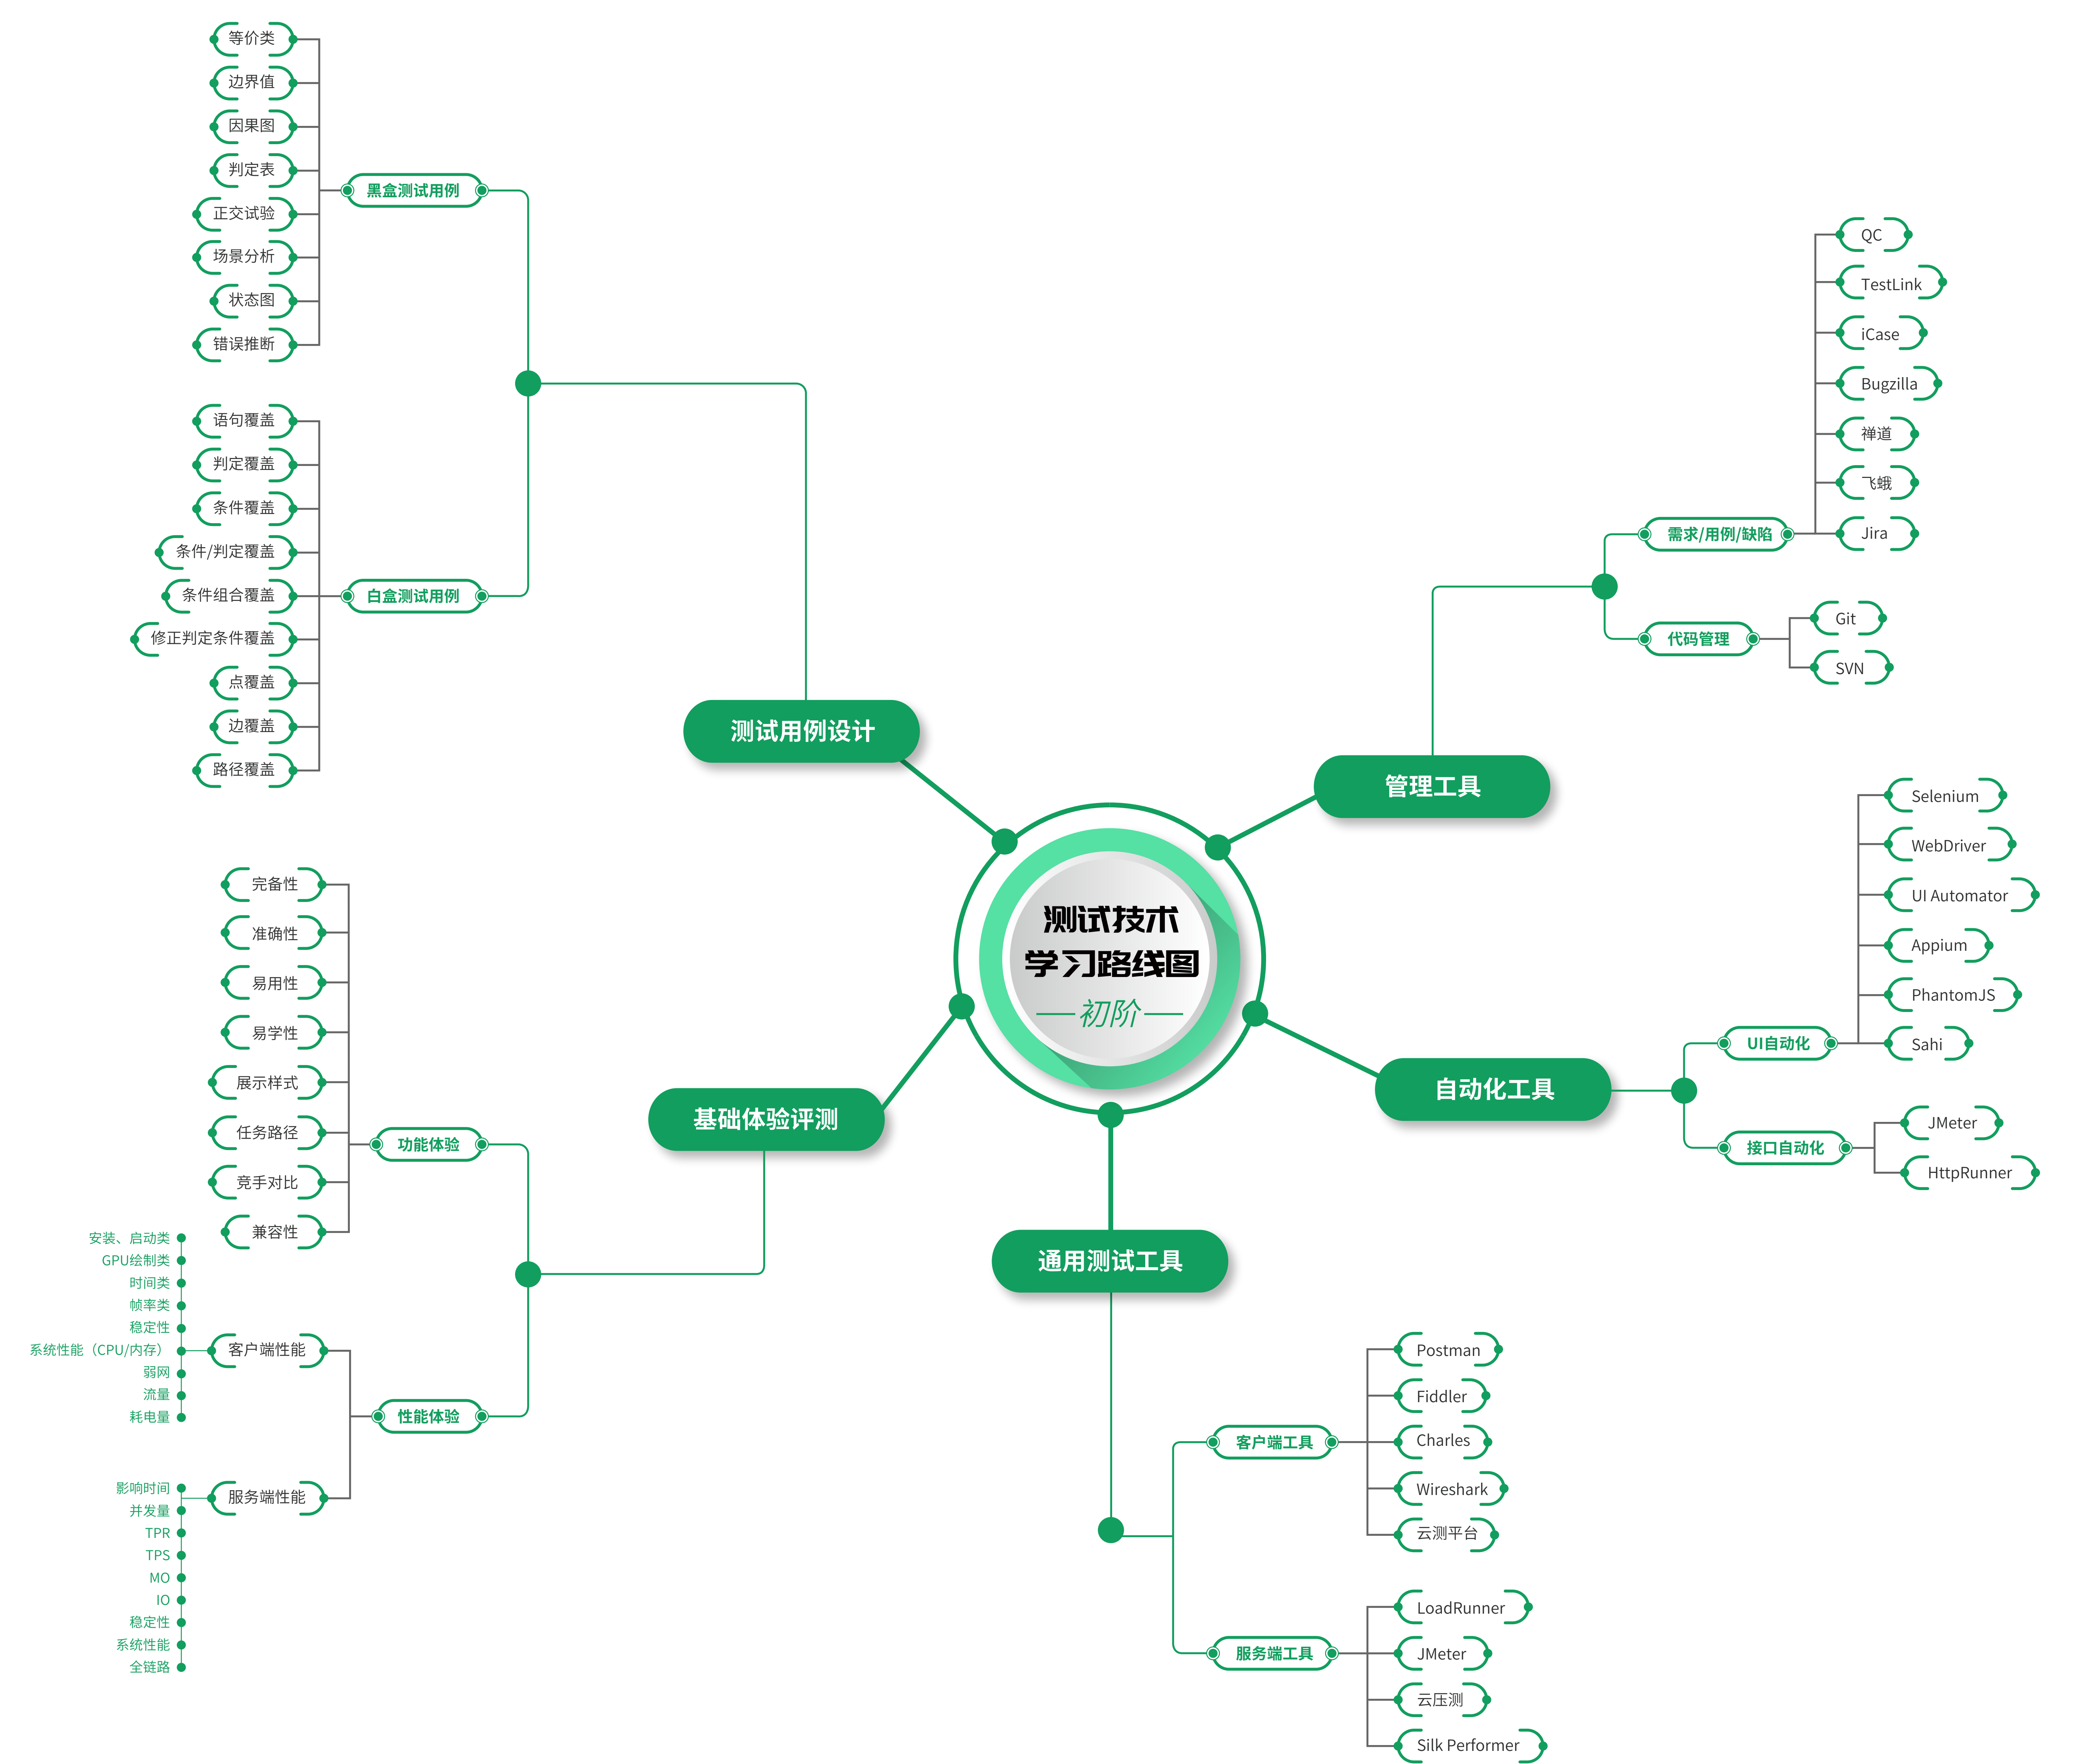 测试技术
学习路线图
初阶
测试用例设计
黑盒测试用例
等价类
边界值
因果图
判定表
正交试验
场景分析
状态图
错误推断
白盒测试用例
语句覆盖
判定覆盖
条件覆盖
条件/判定覆盖
条件组合覆盖
修正判定条件覆盖
点覆盖
边覆盖
路径覆盖
管理工具
需求/用例/缺陷
QC
TestLink
iCase
Bugzilla
禅道
飞蛾
Jira
代码管理
Git
SVN
自动化工具
UI自动化
Selenium
WebDriver
UI Automator
Appium
PhantomJS
Sahi
接口自动化
JMeter
HttpRunner
基础体验评测
功能体验
完备性
准确性
易用性
易学性
展示样式
任务路径
竞手对比
兼容性
性能体验
客户端性能
安装、启动类
GPU绘制类
时间类
帧率类
稳定性
系统性能（CPU/内存）
弱网
流量
耗电量
服务端性能
影响时间
并发量
TPR
TPS
MO
IO
稳定性
系统性能
全链路
通用测试工具
客户端工具
Postman
Fiddler
Charles
Wireshark
云测平台
服务端工具
LoadRunner
JMeter
云压测
Silk Performer